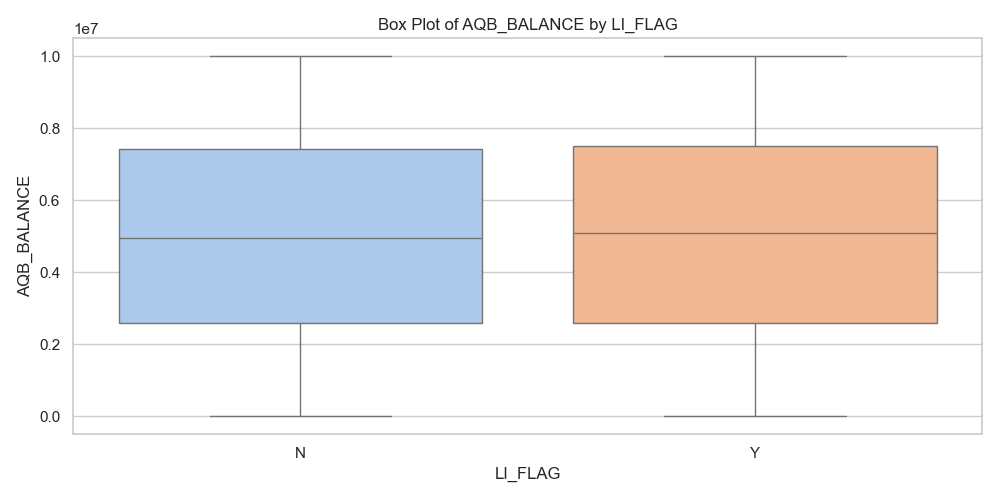 Box Plot of AQB_BALANCE by LI_FLAG
1e7
1.0
0.8
0.6
0.4
0.2
0.0
AQB_BALANCE
N
Y
LI_FLAG